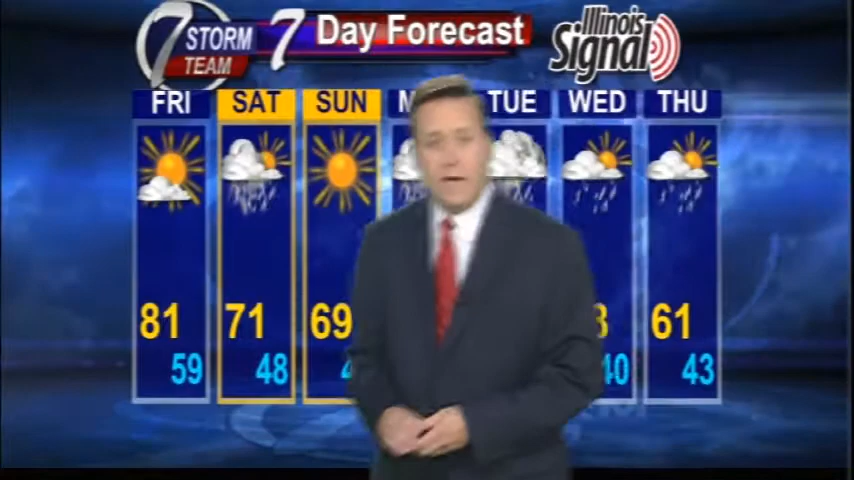 7 STORM TEAM
7 Day Forecast
Illinois Signal
FRI SAT SUN TUE WED THU
81 71 69 61
59 48 40 43